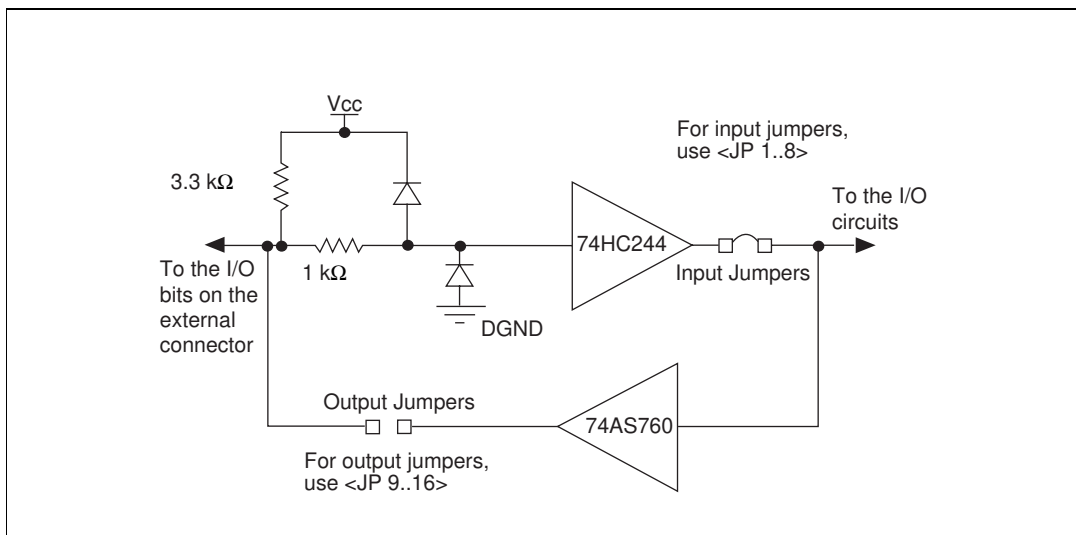 Vcc
For input jumpers,
use <JP 1..8>
3.3 kΩ
To the I/O
circuits
74HC244
1 kΩ
Input Jumpers
To the I/O
bits on the
external
connector
DGND
Output Jumpers
74AS760
For output jumpers,
use <JP 9..16>